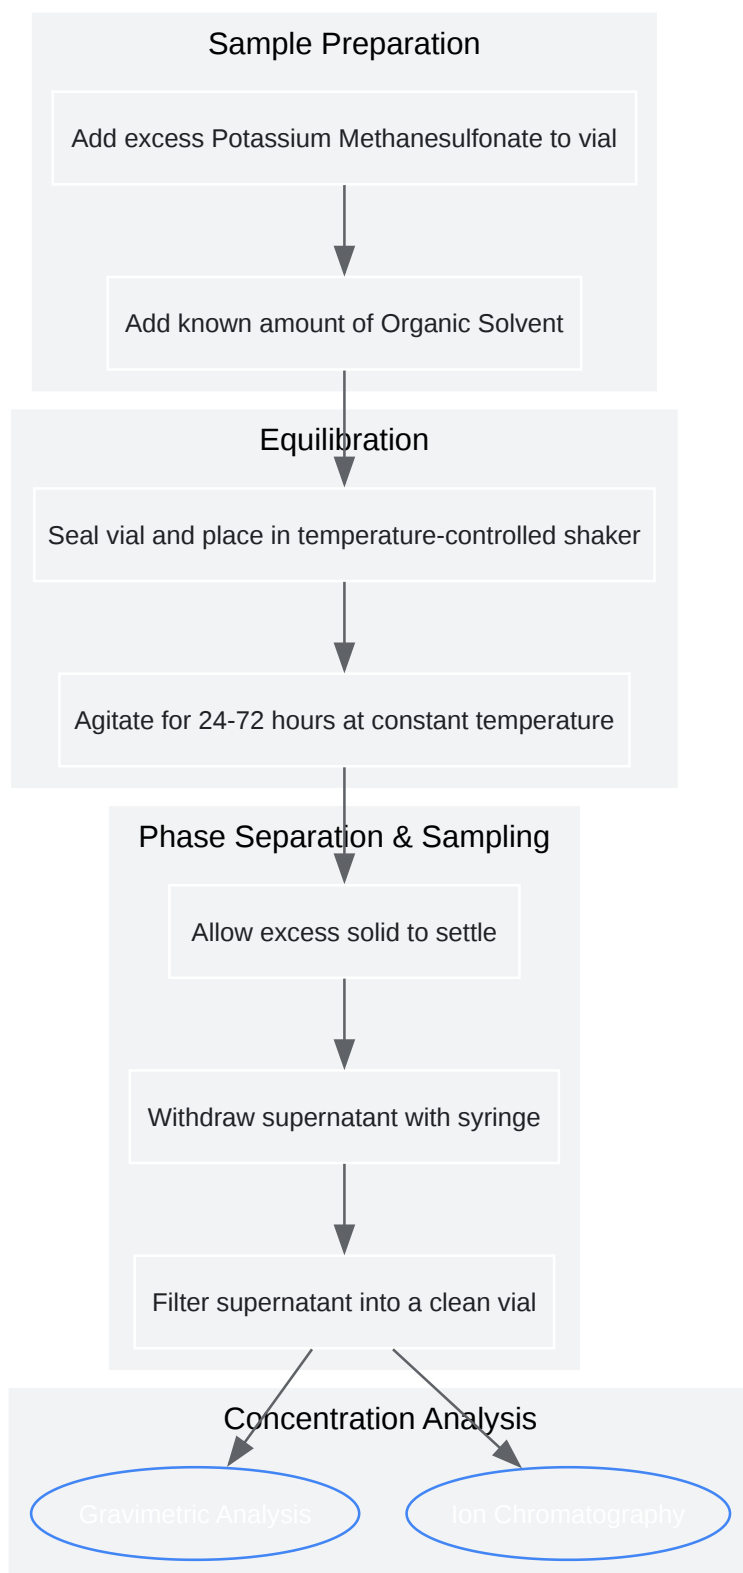 Sample Preparation
Add excess Potassium Methanesulfonate to vial
Add known amount of Organic Solvent
Equilibration
Seal vial and place in temperature-controlled shaker
Agitate for 24-72 hours at constant temperature
Phase Separation & Sampling
Allow excess solid to settle
Withdraw supernatant with syringe
Filter supernatant into a clean vial
Concentration Analysis
Gravimetric Analysis
Ion Chromatography